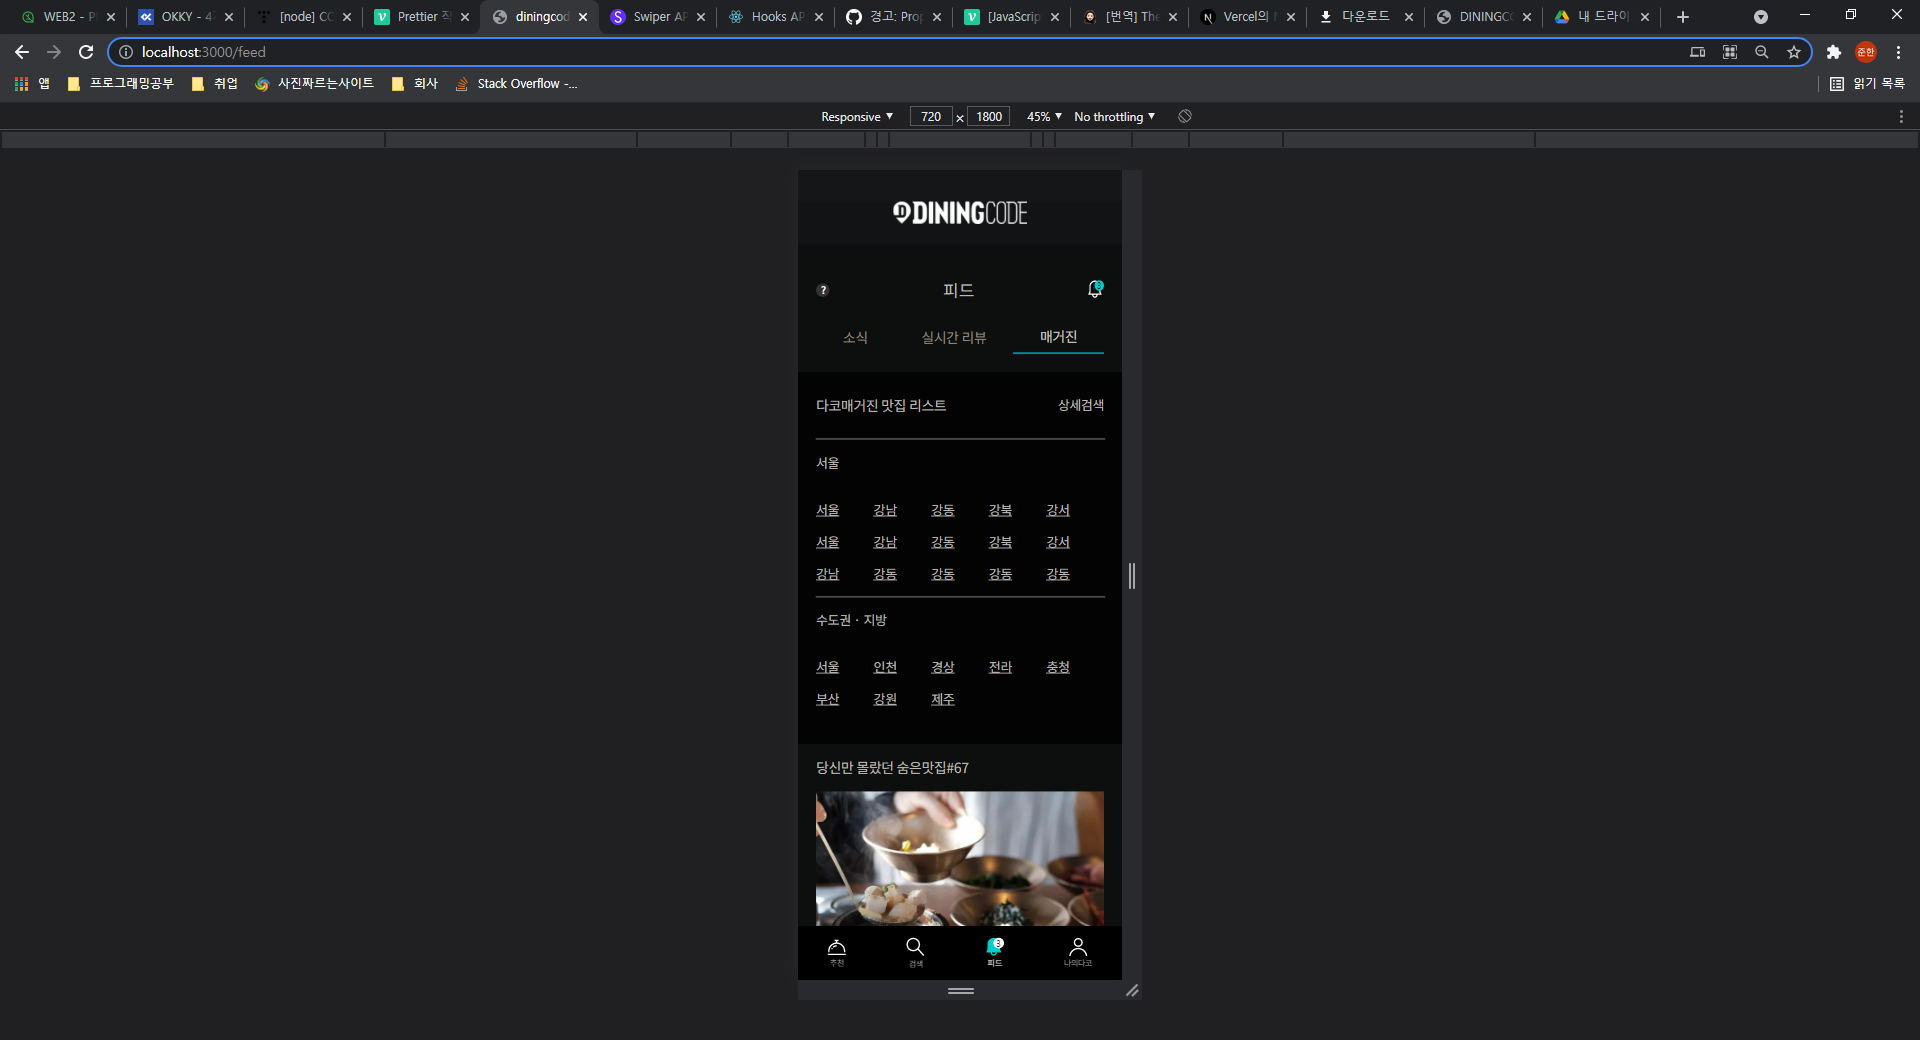 WEB2 - P
OKKY - 4
[node] CC
Prettier
diningcod
Swiper AP
Hooks AP
경고: Prop
[JavaScrip
[번역] The
Vercel의
다운로드
DININGCO
내 드라이
localhost:3000/feed
준한
앱
프로그래밍공부
취업
사진짜르는사이트
회사
Stack Overflow -...
읽기 목록
Responsive ▼ 720 × 1800 45% ▼ No throttling ▼
DININGCODE
? 피드 3
소식 실시간 리뷰 매거진
다코매거진 맛집 리스트 상세검색
서울
서울 강남 강동 강북 강서
서울 강남 강동 강북 강서
강남 강동 강동 강동 강동
수도권 · 지방
서울 인천 경상 전라 충청
부산 강원 제주
당신만 몰랐던 숨은맛집#67
3
추천 검색 피드 나의다코